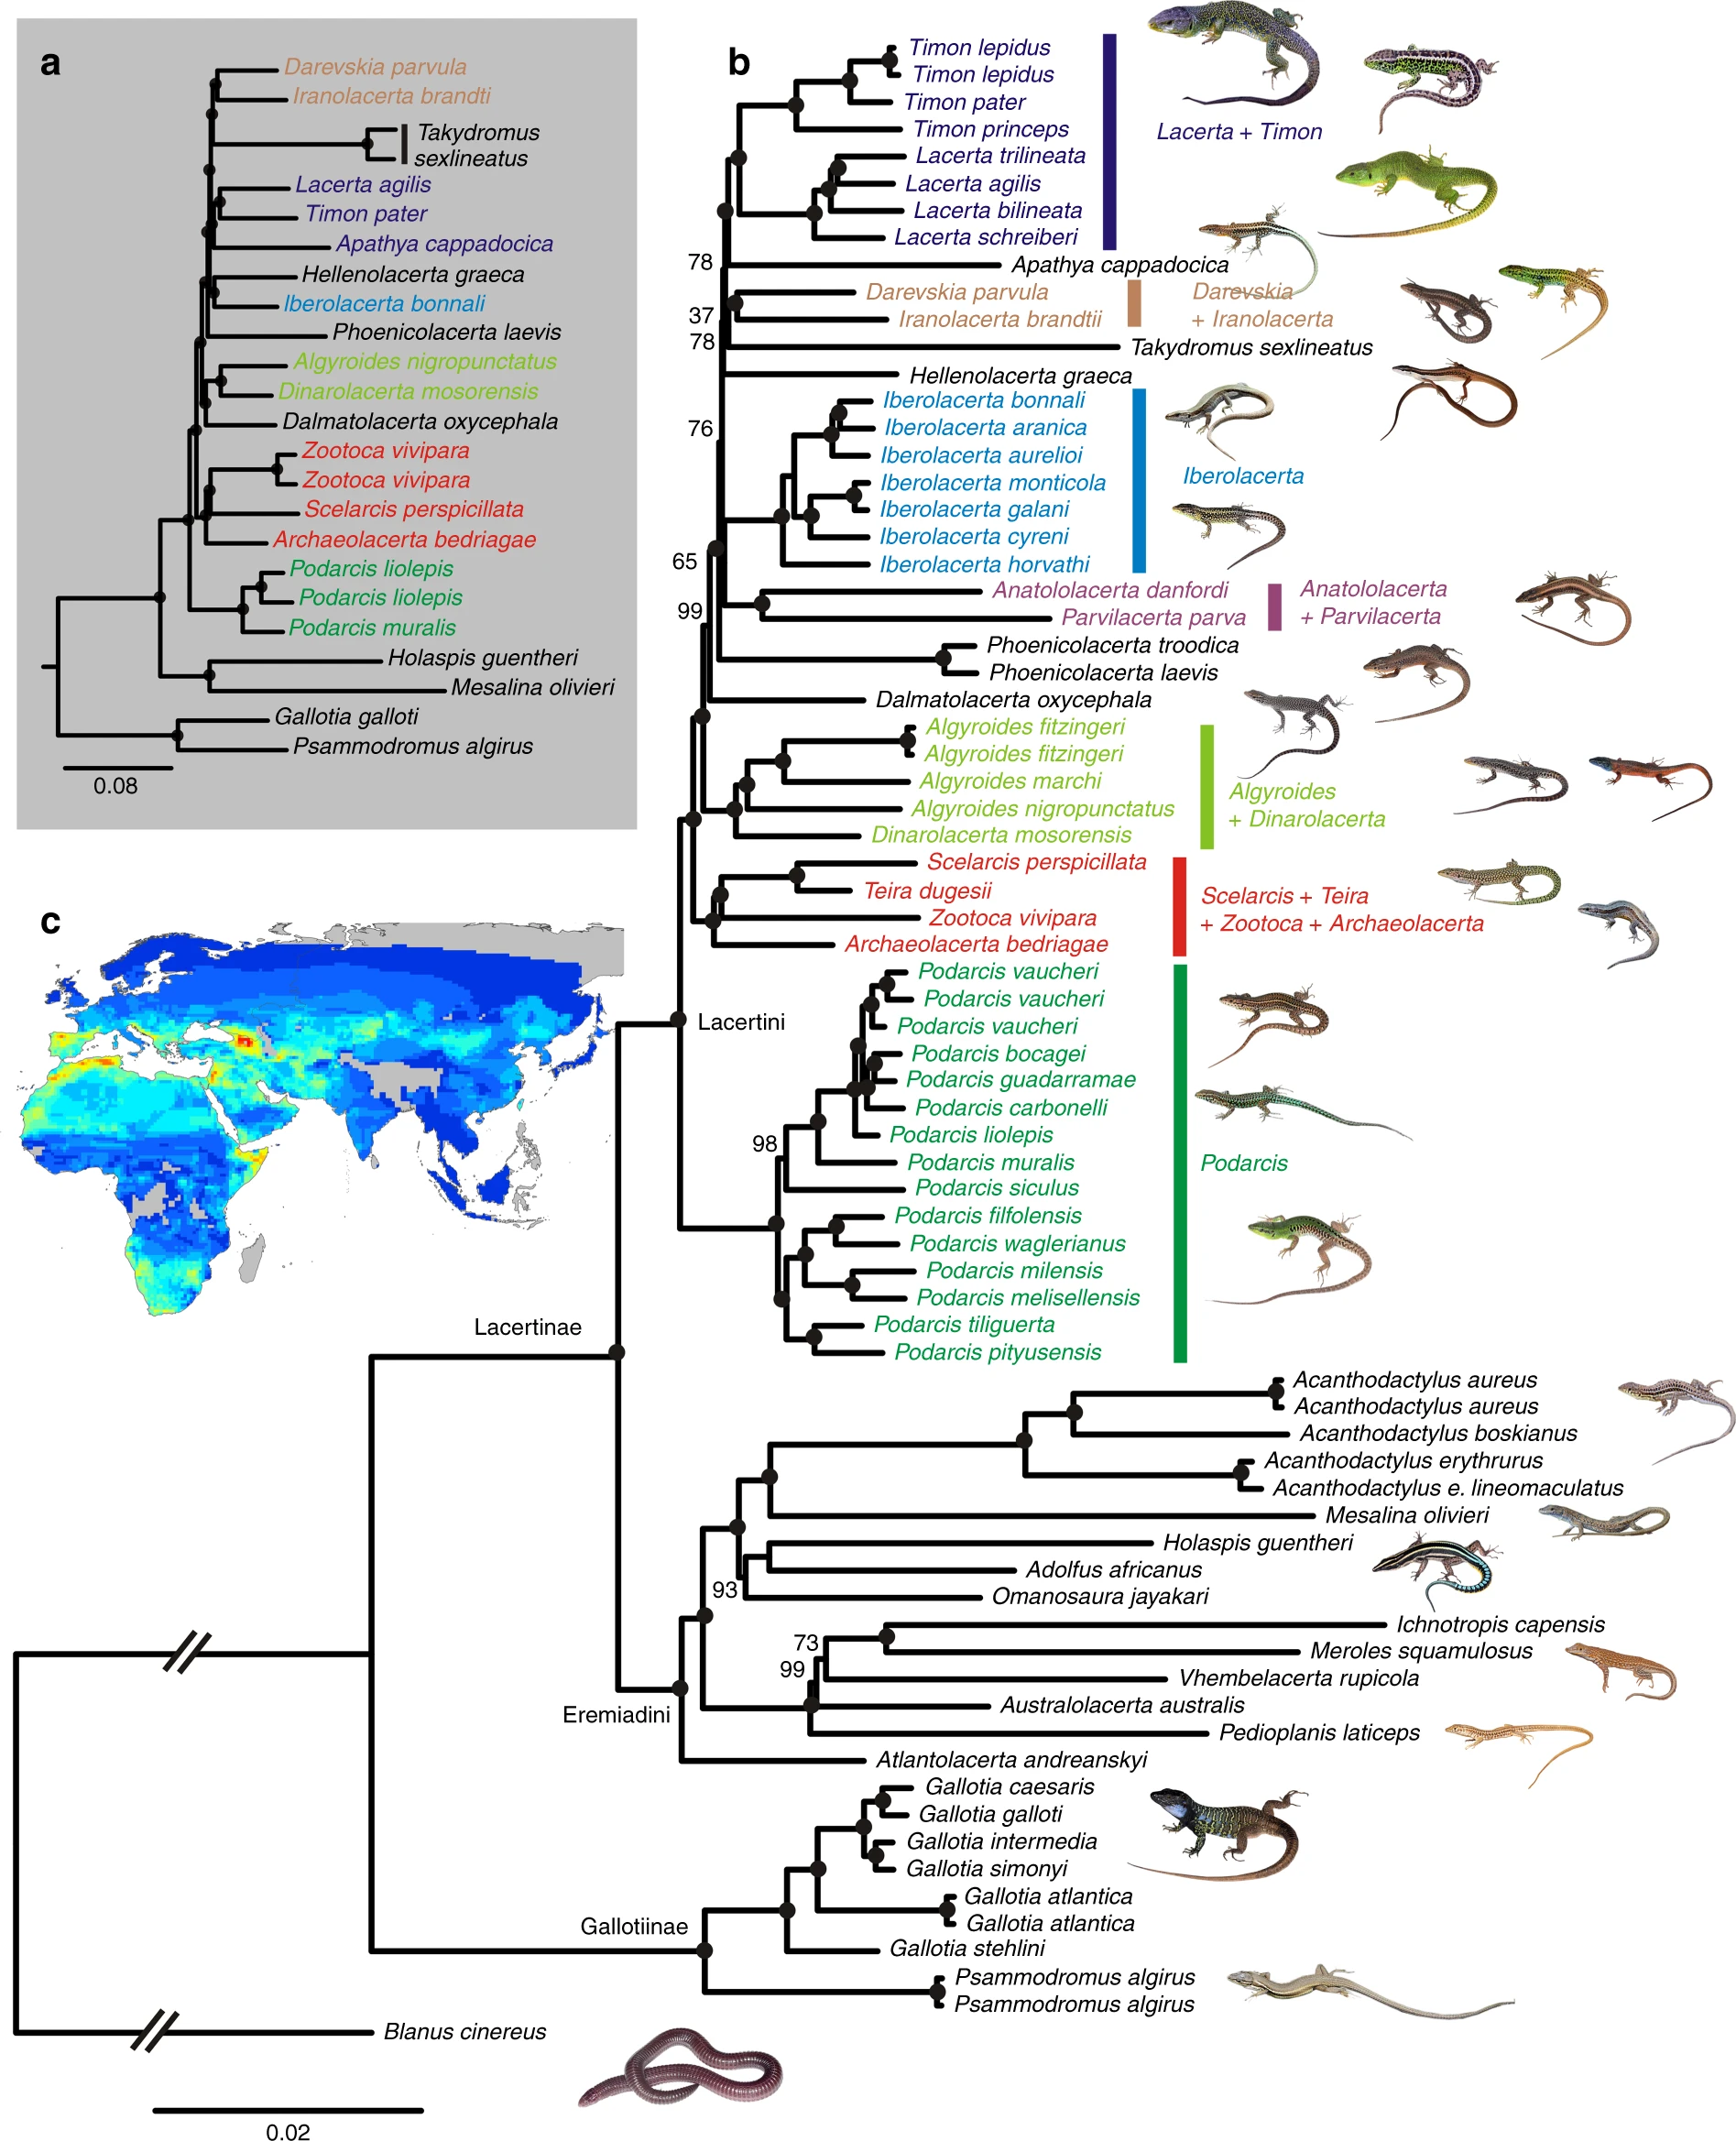 a
Darevskia parvula
Iranolacerta brandti
Takydromus
sexlineatus
Lacerta agilis
Timon pater
Apathya cappadocica
Hellenolacerta graeca
Iberolacerta bonnali
Phoenicolacerta laevis
Algyroides nigropunctatus
Dinarolacerta mosorensis
Dalmatolacerta oxycephala
Zootoca vivipara
Zootoca vivipara
Scelarcis perspicillata
Archaeolacerta bedriagae
Podarcis liolepis
Podarcis liolepis
Podarcis muralis
Holaspis guentheri
Mesalina olivieri
Gallotia galloti
Psammodromus algirus
0.08
b
Timon lepidus
Timon lepidus
Timon pater
Timon princeps
Lacerta + Timon
Lacerta trilineata
Lacerta agilis
Lacerta bilineata
Lacerta schreiberi
78
Apathya cappadocica
Darevskia parvula
Darevskia
37
Iranolacerta brandtii
+ Iranolacerta
78
Takydromus sexlineatus
Hellenolacerta graeca
Iberolacerta bonnali
76
Iberolacerta aranica
Iberolacerta aurelioi
Iberolacerta
Iberolacerta monticola
Iberolacerta galani
Iberolacerta cyreni
65
Iberolacerta horvathi
Anatololacerta danfordi
Anatololacerta
99
Parvilacerta parva
+ Parvilacerta
Phoenicolacerta troodica
Phoenicolacerta laevis
Dalmatolacerta oxycephala
Algyroides fitzingeri
Algyroides fitzingeri
Algyroides marchi
Algyroides
Algyroides nigropunctatus
+ Dinarolacerta
Dinarolacerta mosorensis
Scelarcis perspicillata
Teira dugesii
Scelarcis + Teira
Zootoca vivipara
+ Zootoca + Archaeolacerta
Archaeolacerta bedriagae
Podarcis vaucheri
Podarcis vaucheri
Lacertini
Podarcis vaucheri
Podarcis bocagei
Podarcis guadarramae
Podarcis carbonelli
98
Podarcis liolepis
Podarcis muralis
Podarcis
Podarcis siculus
Podarcis filfolensis
Podarcis waglerianus
Podarcis milensis
Podarcis melisellensis
Lacertinae
Podarcis tiliguerta
Podarcis pityusensis
Acanthodactylus aureus
Acanthodactylus aureus
Acanthodactylus boskianus
Acanthodactylus erythrurus
Acanthodactylus e. lineomaculatus
Mesalina olivieri
Holaspis guentheri
Adolfus africanus
93
Omanosaura jayakari
Ichnotropis capensis
73
Meroles squamulosus
99
Vhembelacerta rupicola
Eremiadini
Australolacerta australis
Pedioplanis laticeps
Atlantolacerta andreanskyi
Gallotia caesaris
Gallotia galloti
Gallotia intermedia
Gallotia simonyi
Gallotia atlantica
Gallotiinae
Gallotia atlantica
Gallotia stehlini
Psammodromus algirus
Psammodromus algirus
Blanus cinereus
0.02
c